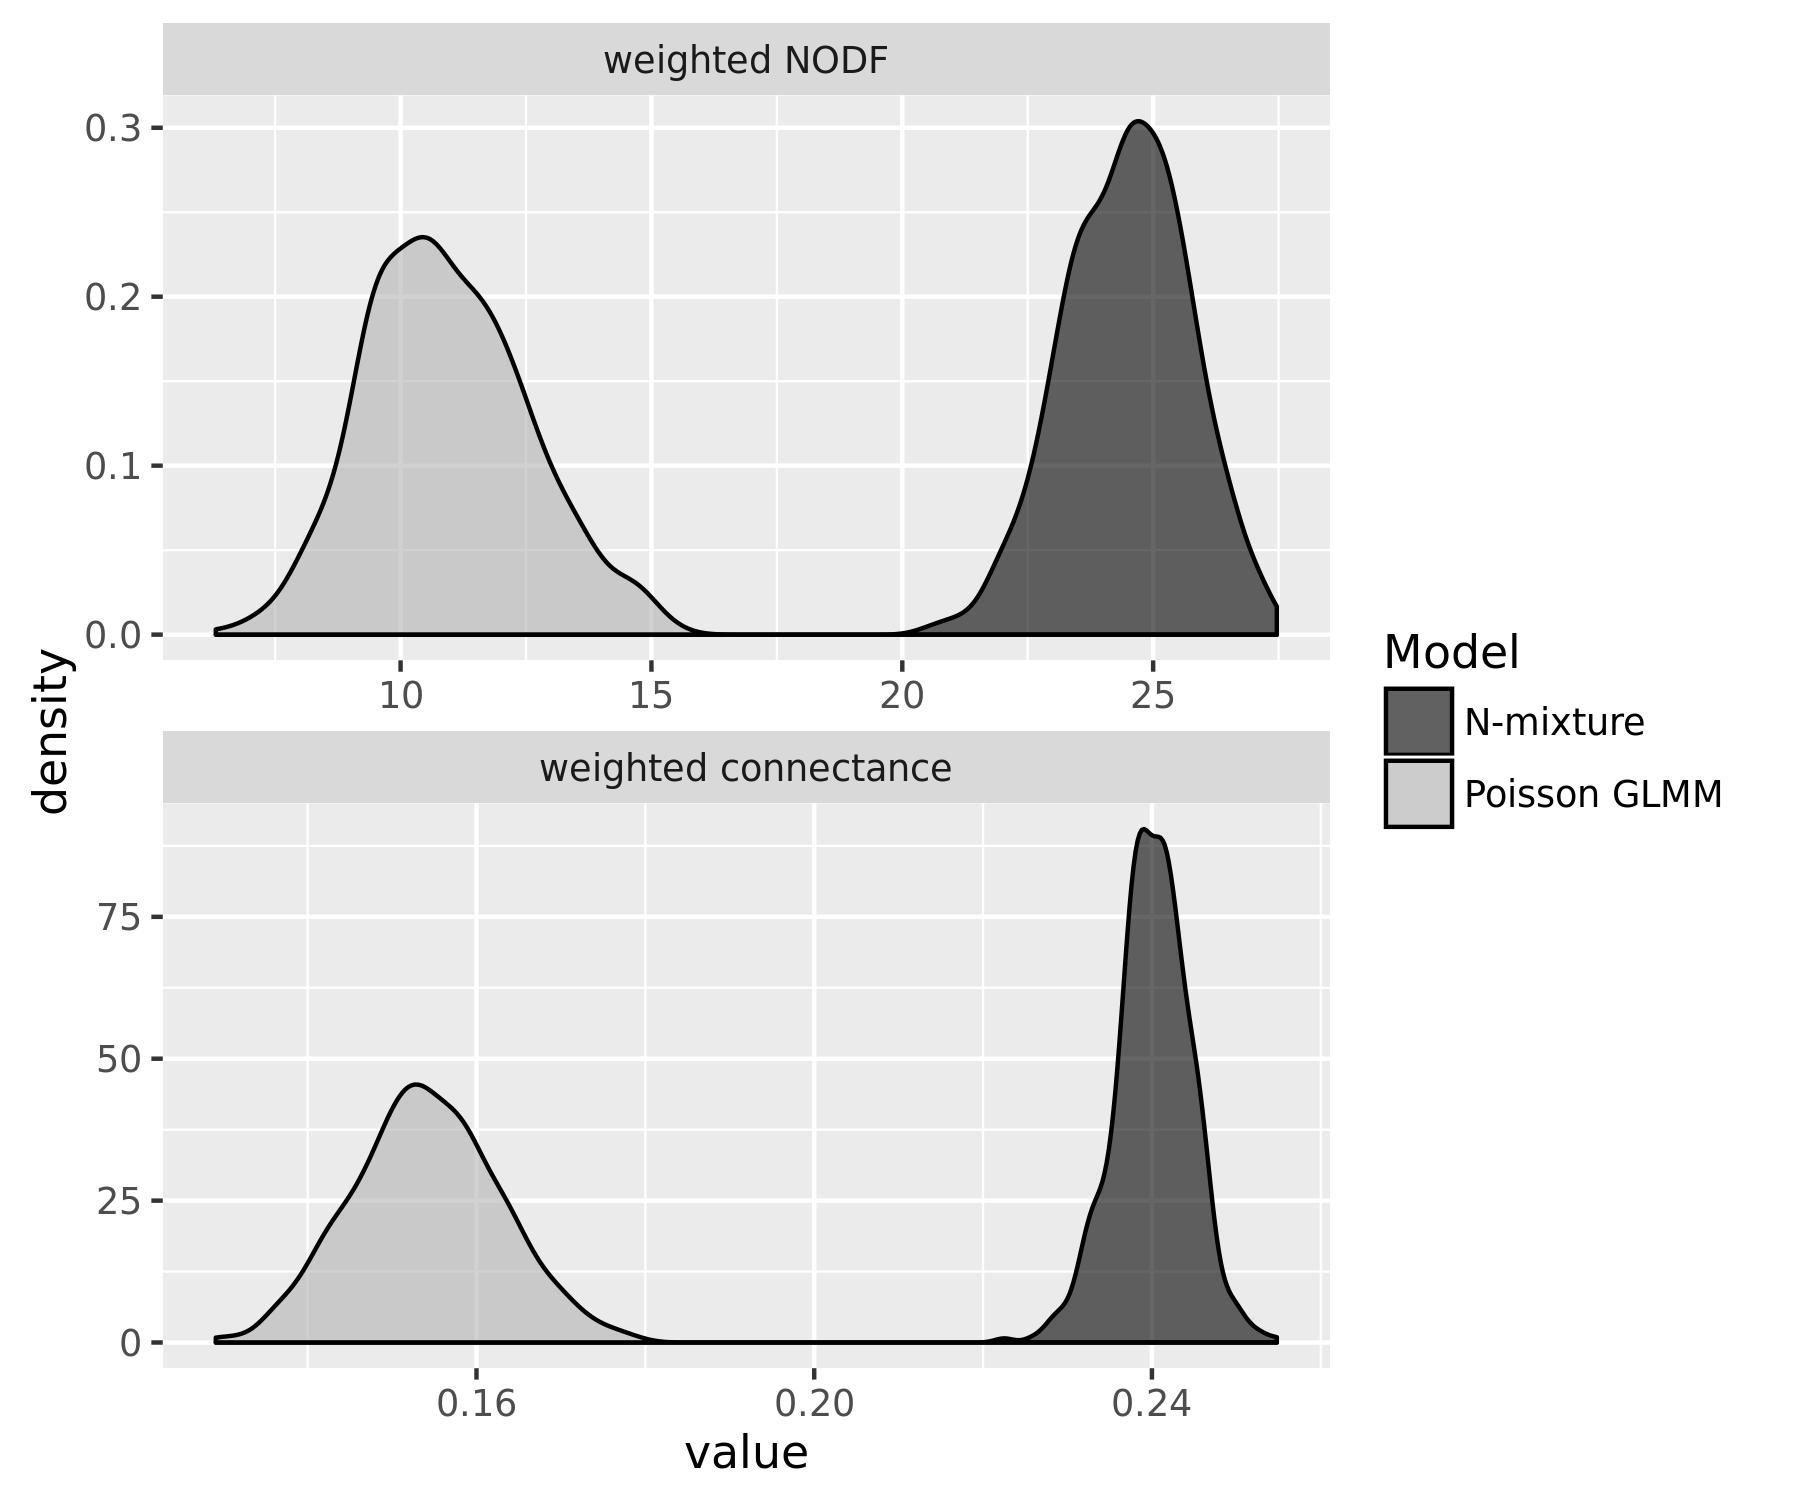 weighted NODF
0.3
0.2
0.1
0.0
10 15 20 25
density
weighted connectance
75
50
25
0
0.16 0.20 0.24
value
Model
N-mixture
Poisson GLMM